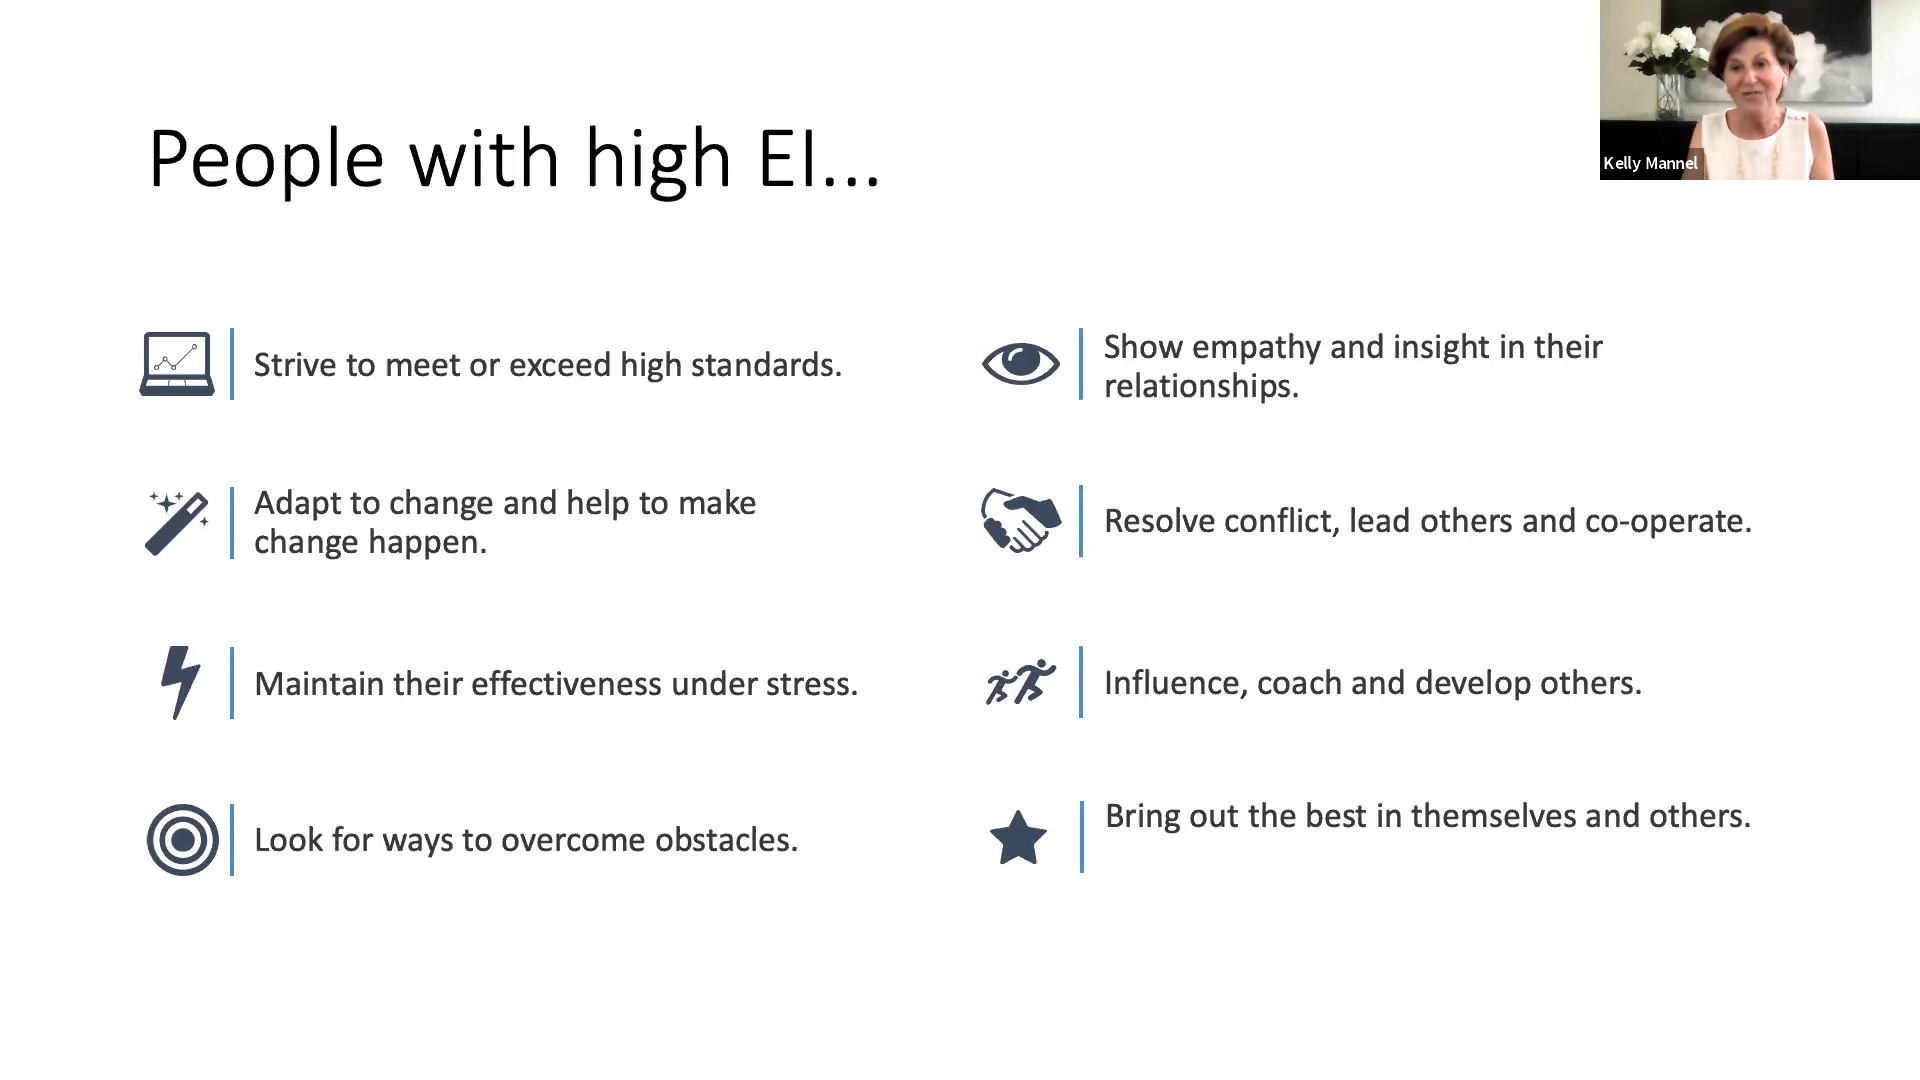 People with high EI...
Kelly Mannel
Strive to meet or exceed high standards.
Adapt to change and help to make
change happen.
Maintain their effectiveness under stress.
Look for ways to overcome obstacles.
Show empathy and insight in their
relationships.
Resolve conflict, lead others and co-operate.
Influence, coach and develop others.
Bring out the best in themselves and others.